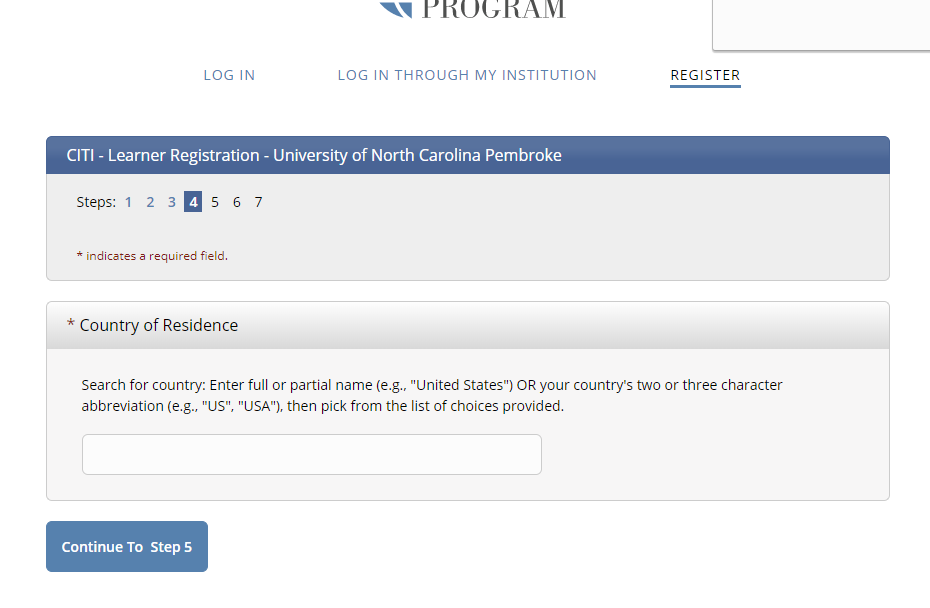 PROGRAM
LOG IN
LOG IN THROUGH MY INSTITUTION
REGISTER
CITI - Learner Registration - University of North Carolina Pembroke
Steps: 1 2 3 4 5 6 7
* indicates a required field.
* Country of Residence
Search for country: Enter full or partial name (e.g., "United States") OR your country's two or three character
abbreviation (e.g., "US", "USA"), then pick from the list of choices provided.
Continue To Step 5